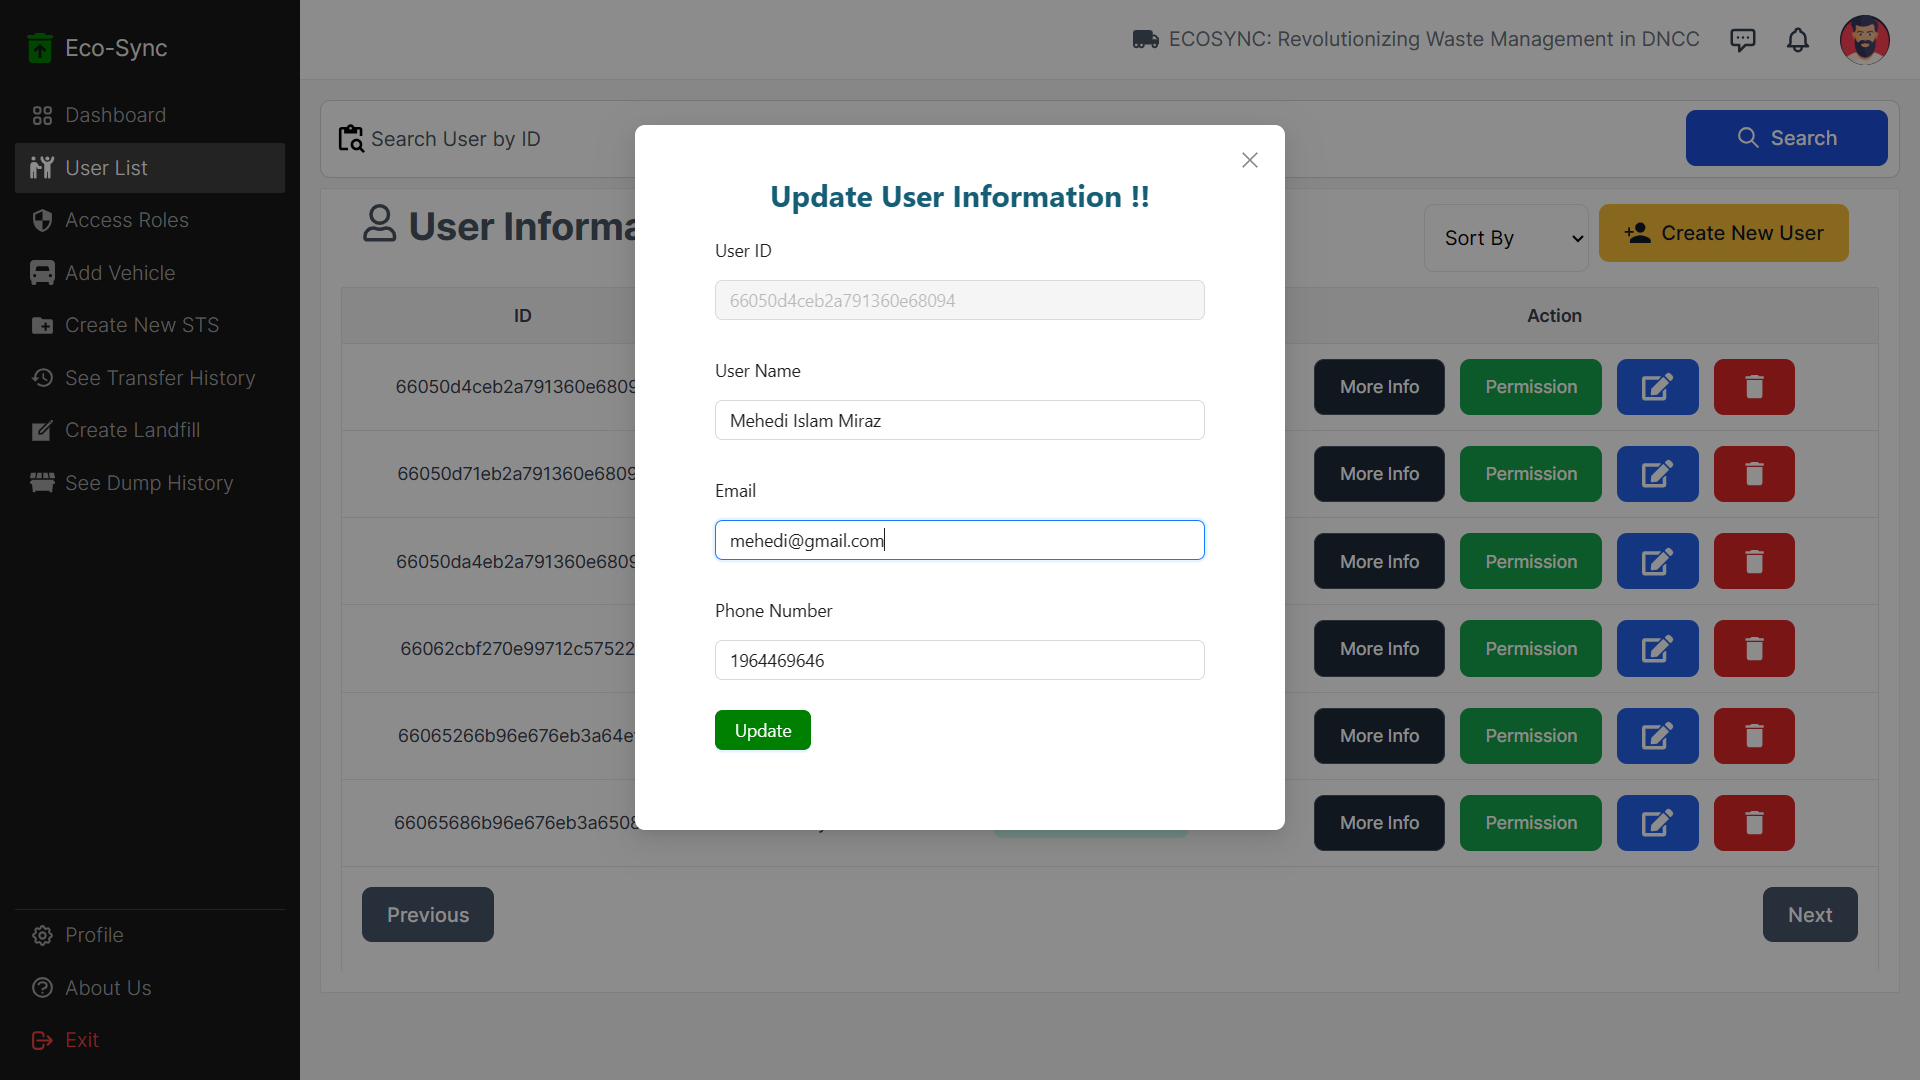 Eco-Sync
ECOSYNC: Revolutionizing Waste Management in DNCC
Dashboard
User List
Access Roles
Add Vehicle
Create New STS
See Transfer History
Create Landfill
See Dump History
Profile
About Us
Exit
Search User by ID
Search
User Informa
Sort By
Create New User
ID
Action
66050d4ceb2a791360e6809
More Info
Permission
66050d71eb2a791360e6809
More Info
Permission
66050da4eb2a791360e6809
More Info
Permission
66062cbf270e99712c57522
More Info
Permission
66065266b96e676eb3a64e
More Info
Permission
66065686b96e676eb3a650
More Info
Permission
Previous
Next
Update User Information !!
User ID
66050d4ceb2a791360e68094
User Name
Mehedi Islam Miraz
Email
mehedi@gmail.com
Phone Number
1964469646
Update